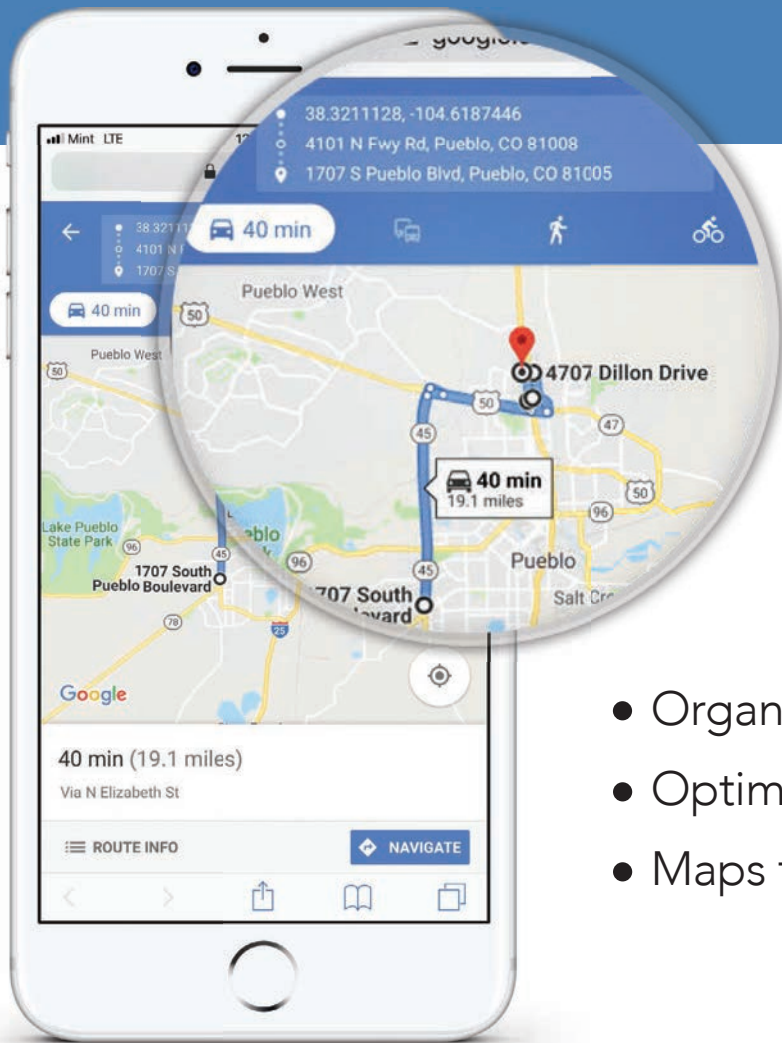 Mint LTE
38.3211128, -104.6187446
4101 N Fwy Rd, Pueblo, CO 81008
1707 S Pueblo Blvd, Pueblo, CO 81005
40 min
40 min
Pueblo West
50
4707 Dillon Drive
50
45
47
40 min
19.1 miles
50
96
Pueblo
45
Salt
Pueblo West
50
Lake Pueblo
State Park
96
45
96
1707 South
Pueblo Boulevard
707 South
78
25
Google
40 min (19.1 miles)
Via N Elizabeth St
ROUTE INFO
NAVIGATE
• Organ
• Optim
• Maps